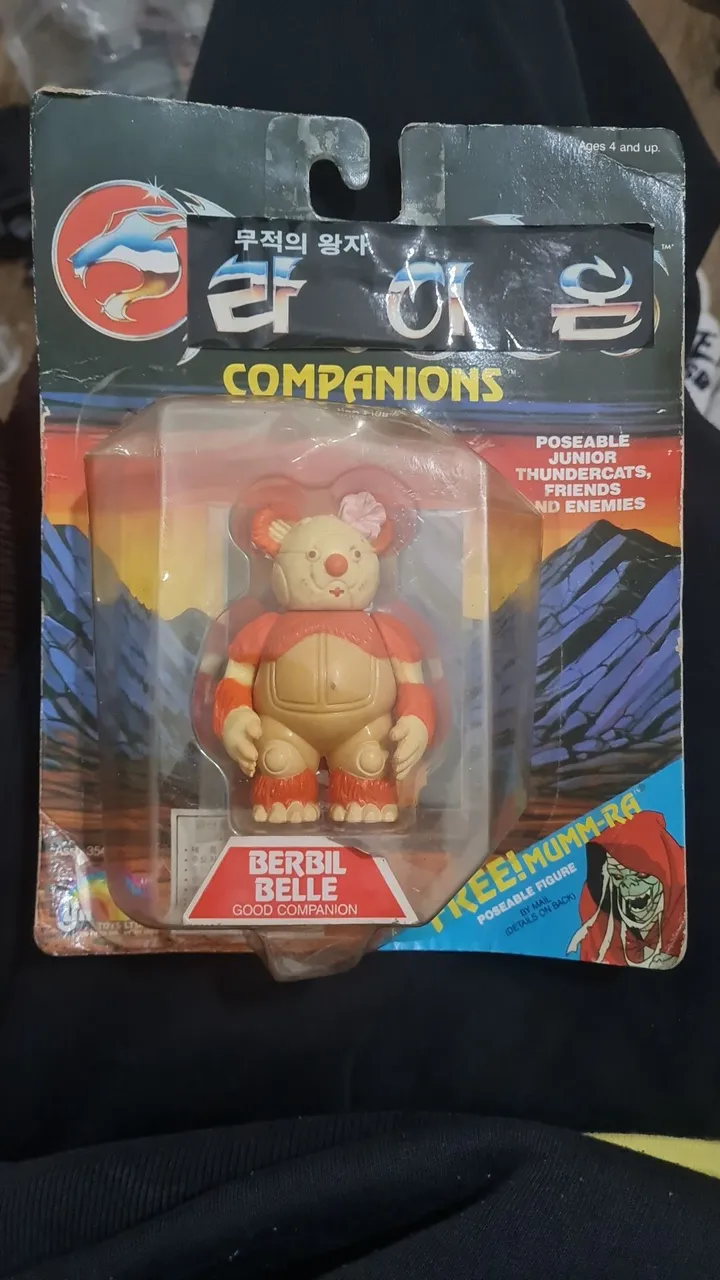 Ages 4 and up.
TM
무적의 왕자
라이온
COMPANIONS
POSEABLE
JUNIOR
THUNDERCATS,
FRIENDS
ND ENEMIES
BERBIL
BELLE
GOOD COMPANION
FREE! MUMM-RA
POSEABLE FIGURE
BY MAIL
(DETAILS ON BACK)